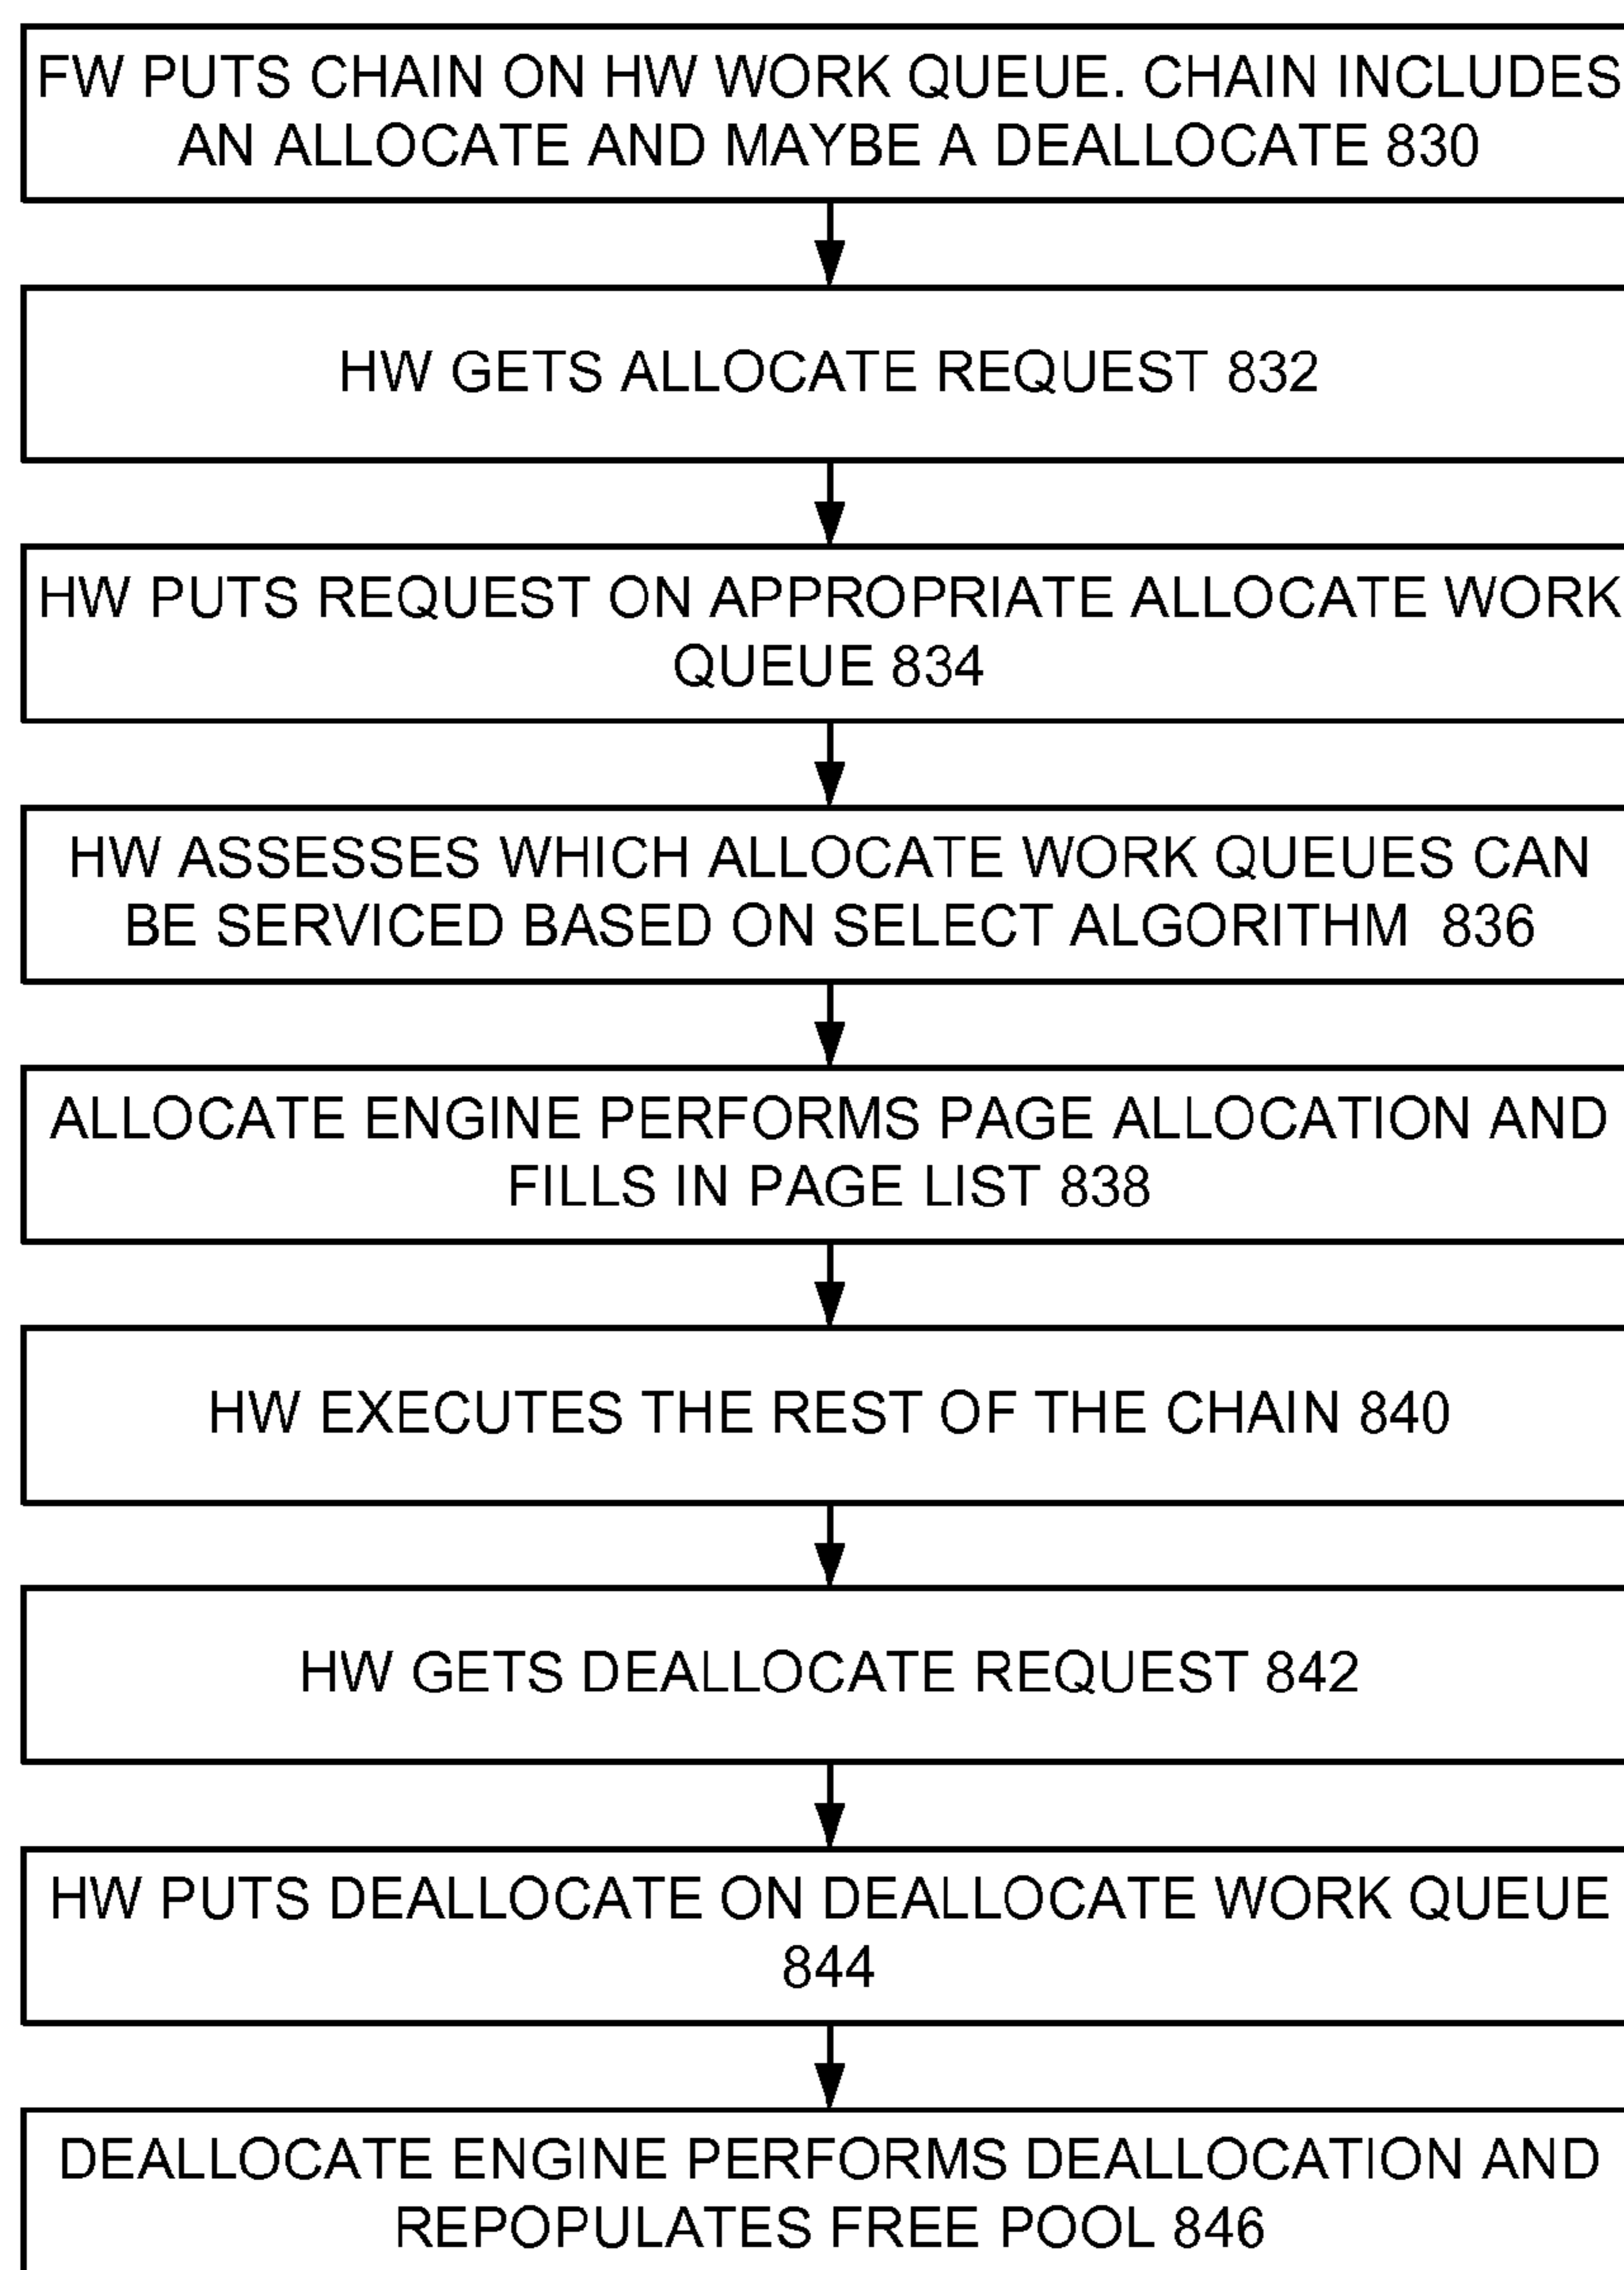 FW PUTS CHAIN ON HW WORK QUEUE. CHAIN INCLUDES
AN ALLOCATE AND MAYBE A DEALLOCATE 830
HW GETS ALLOCATE REQUEST 832
HW PUTS REQUEST ON APPROPRIATE ALLOCATE WORK
QUEUE 834
HW ASSESSES WHICH ALLOCATE WORK QUEUES CAN
BE SERVICED BASED ON SELECT ALGORITHM 836
ALLOCATE ENGINE PERFORMS PAGE ALLOCATION AND
FILLS IN PAGE LIST 838
HW EXECUTES THE REST OF THE CHAIN 840
HW GETS DEALLOCATE REQUEST 842
HW PUTS DEALLOCATE ON DEALLOCATE WORK QUEUE
844
DEALLOCATE ENGINE PERFORMS DEALLOCATION AND
REPOPULATES FREE POOL 846